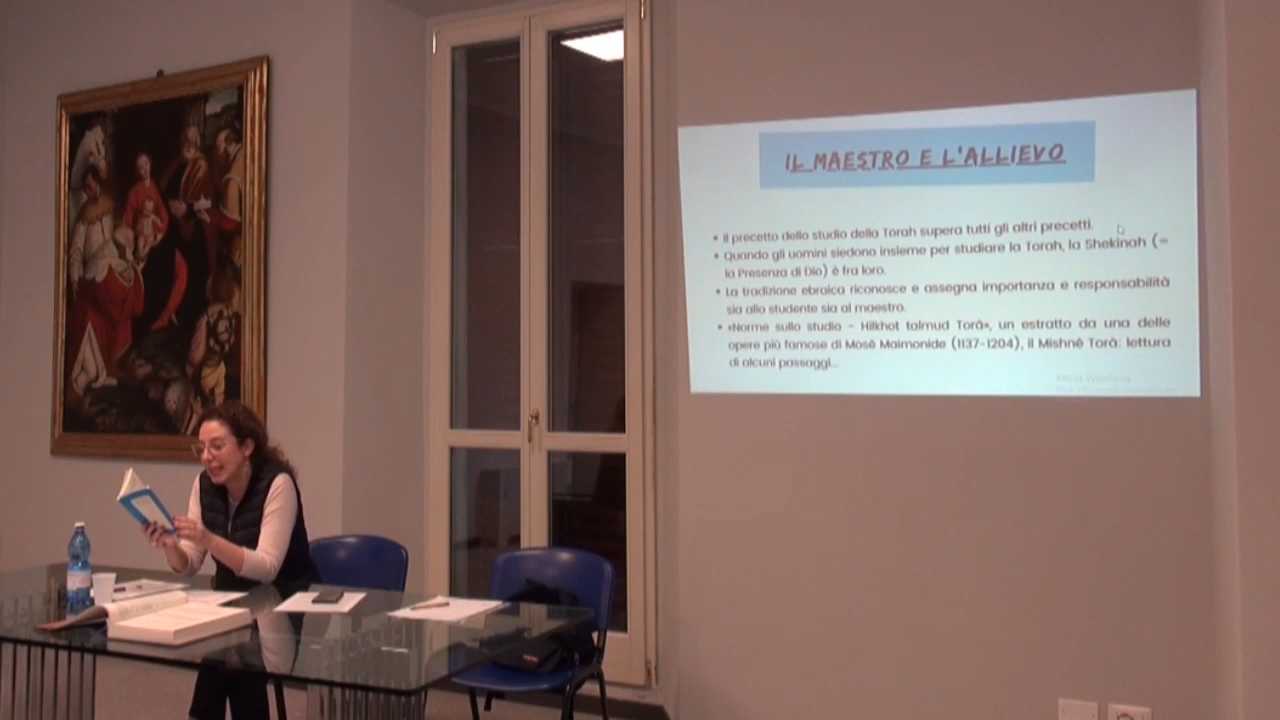 IL MAESTRO E L'ALLIEVO
• Il precetto dello studio della Torah supera tutti gli altri precetti.
• Quando gli uomini siedono insieme per studiare la Torah, la Shekinah (=
la Presenza di Dio) è fra loro.
• La tradizione ebraica riconosce e assegna importanza e responsabilità
sia allo studente sia al maestro.
• «Norme sullo studio - Hilkhot talmud Torà», un estratto da una delle
opere più famose di Mosè Maimonide (1137-1204), il Mishnè Torà: lettura
di alcuni passaggi...
Attiva Windows